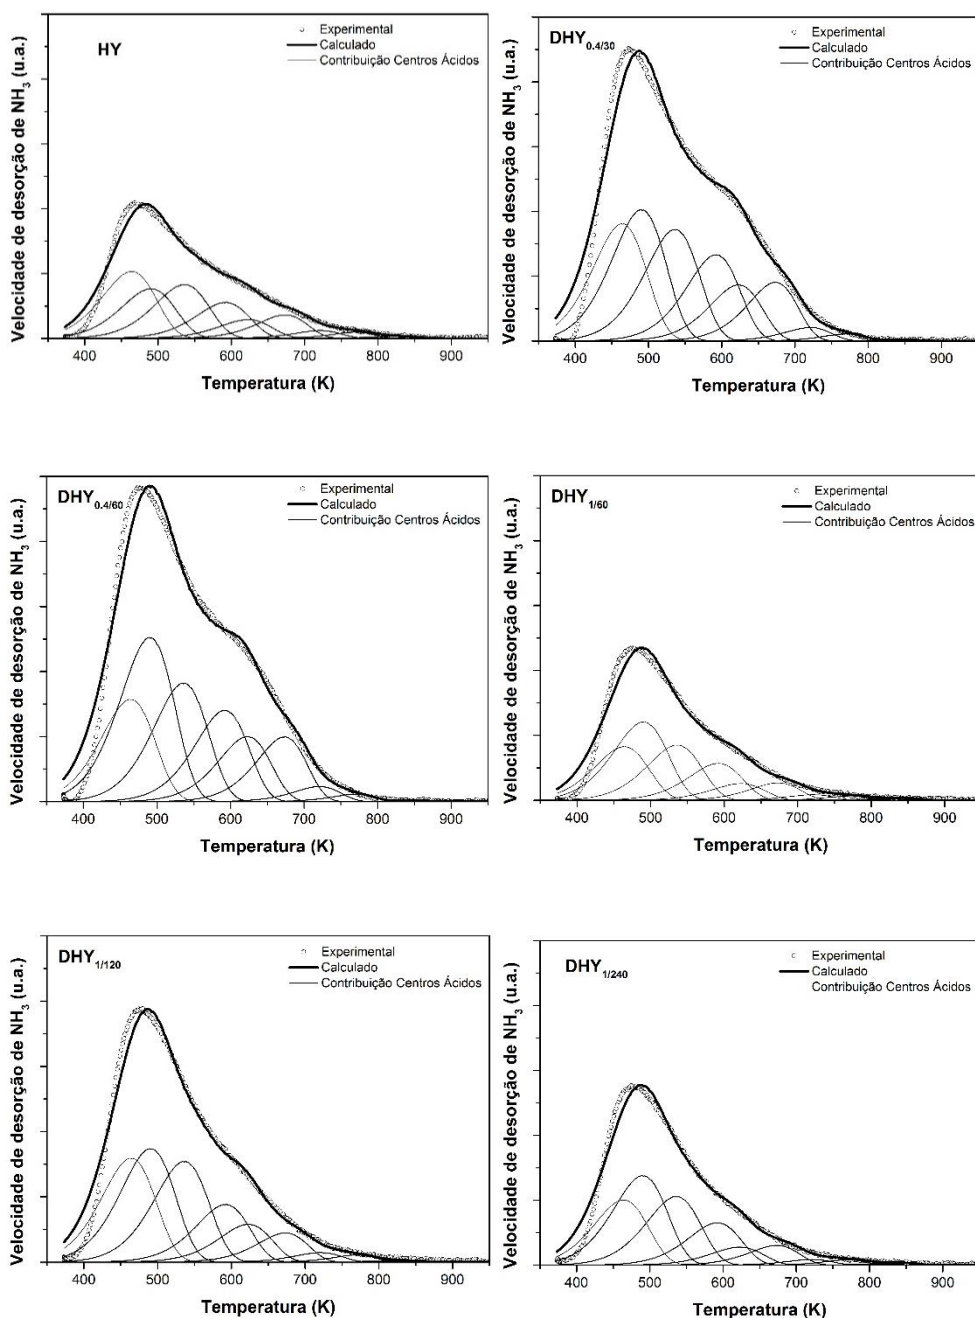 HY
Experimental
Calculado
Contribuição Centros Ácidos
Velocidade de desorção de NH₃ (u.a.)
400 500 600 700 800 900
Temperatura (K)
DHY₀.₄/₃₀
Experimental
Calculado
Contribuição Centros Ácidos
Velocidade de desorção de NH₃ (u.a.)
400 500 600 700 800 900
Temperatura (K)
DHY₀.₄/₆₀
Experimental
Calculado
Contribuição Centros Ácidos
Velocidade de desorção de NH₃ (u.a.)
400 500 600 700 800 900
Temperatura (K)
DHY₁/₆₀
Experimental
Calculado
Contribuição Centros Ácidos
Velocidade de desorção de NH₃ (u.a.)
400 500 600 700 800 900
Temperatura (K)
DHY₁/₁₂₀
Experimental
Calculado
Contribuição Centros Ácidos
Velocidade de desorção de NH₃ (u.a.)
400 500 600 700 800 900
Temperatura (K)
DHY₁/₂₄₀
Experimental
Calculado
Contribuição Centros Ácidos
Velocidade de desorção de NH₃ (u.a.)
400 500 600 700 800 900
Temperatura (K)